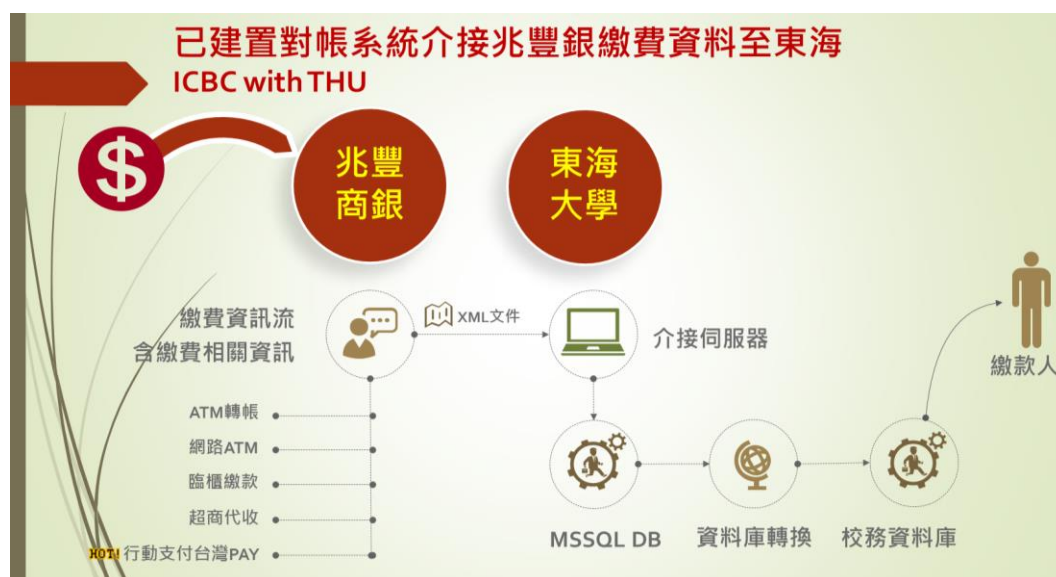 已建置對帳系統介接兆豐銀繳費資料至東海
ICBC with THU
$
兆豐
商銀
東海
大學
繳費資訊流
含繳費相關資訊
XML文件
介接伺服器
繳款人
ATM轉帳
網路ATM
臨櫃繳款
超商代收
HOT! 行動支付台灣PAY
MSSQL DB
資料庫轉換
校務資料庫